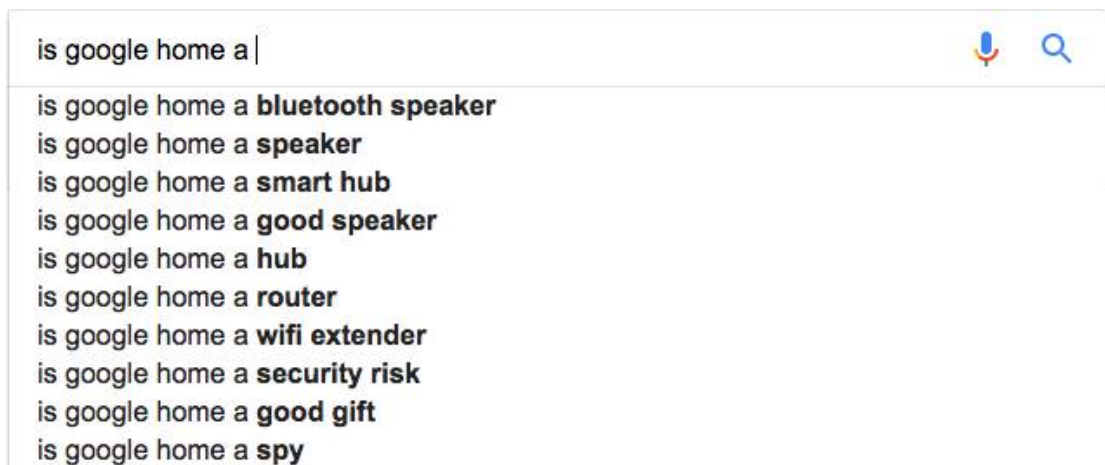 is google home a
is google home a bluetooth speaker
is google home a speaker
is google home a smart hub
is google home a good speaker
is google home a hub
is google home a router
is google home a wifi extender
is google home a security risk
is google home a good gift
is google home a spy